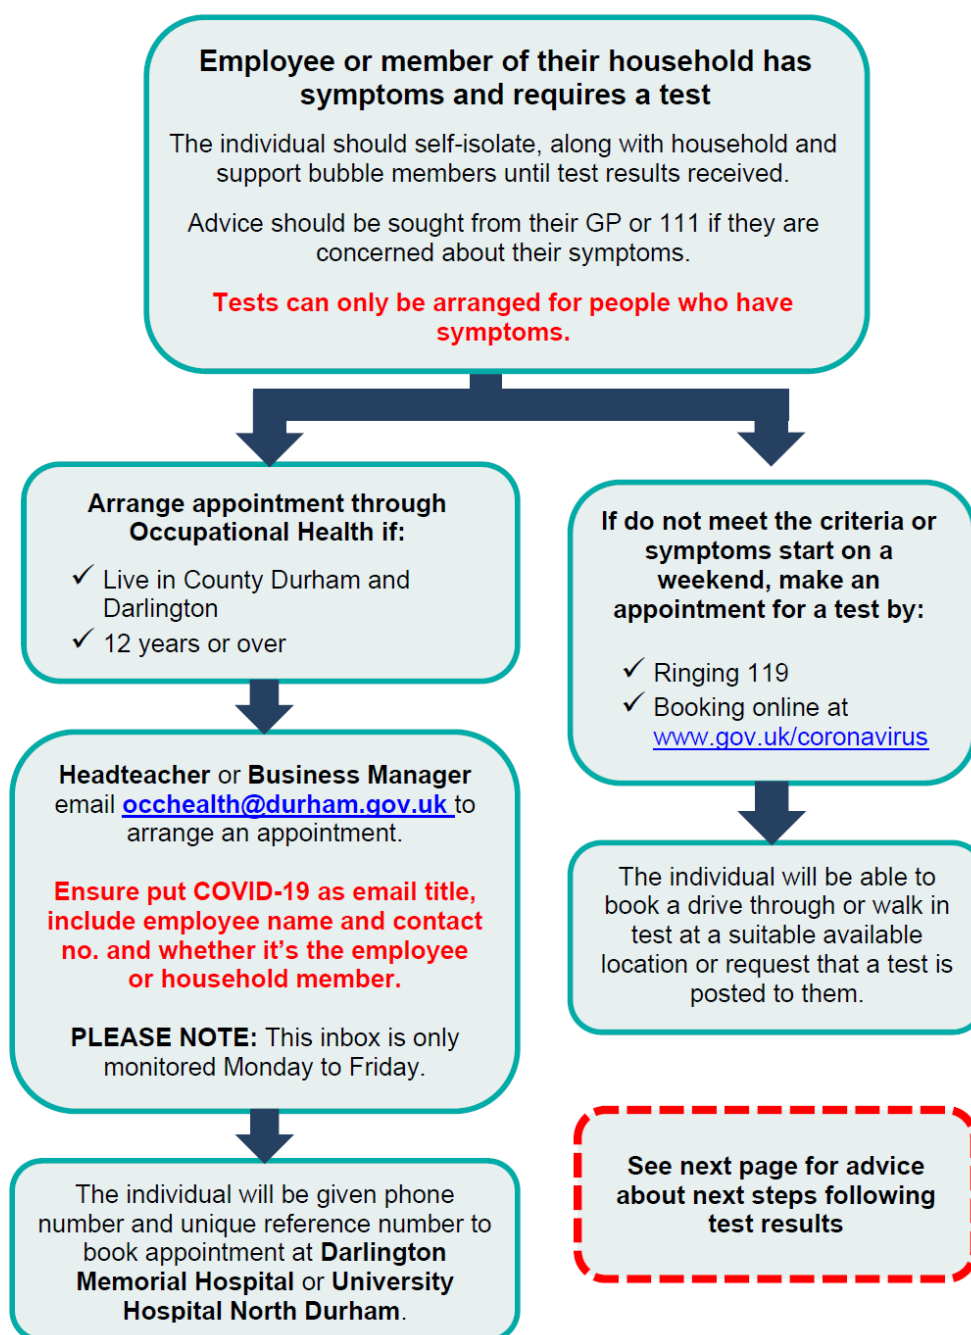 Employee or member of their household has
symptoms and requires a test
The individual should self-isolate, along with household and
support bubble members until test results received.
Advice should be sought from their GP or 111 if they are
concerned about their symptoms.
Tests can only be arranged for people who have
symptoms.
Arrange appointment through
Occupational Health if:
✓ Live in County Durham and
Darlington
✓ 12 years or over
Headteacher or Business Manager
email occhealth@durham.gov.uk to
arrange an appointment.
Ensure put COVID-19 as email title,
include employee name and contact
no. and whether it's the employee
or household member.
PLEASE NOTE: This inbox is only
monitored Monday to Friday.
The individual will be given phone
number and unique reference number to
book appointment at Darlington
Memorial Hospital or University
Hospital North Durham.
If do not meet the criteria or
symptoms start on a
weekend, make an
appointment for a test by:
✓ Ringing 119
✓ Booking online at
www.gov.uk/coronavirus
The individual will be able to
book a drive through or walk in
test at a suitable available
location or request that a test is
posted to them.
See next page for advice
about next steps following
test results